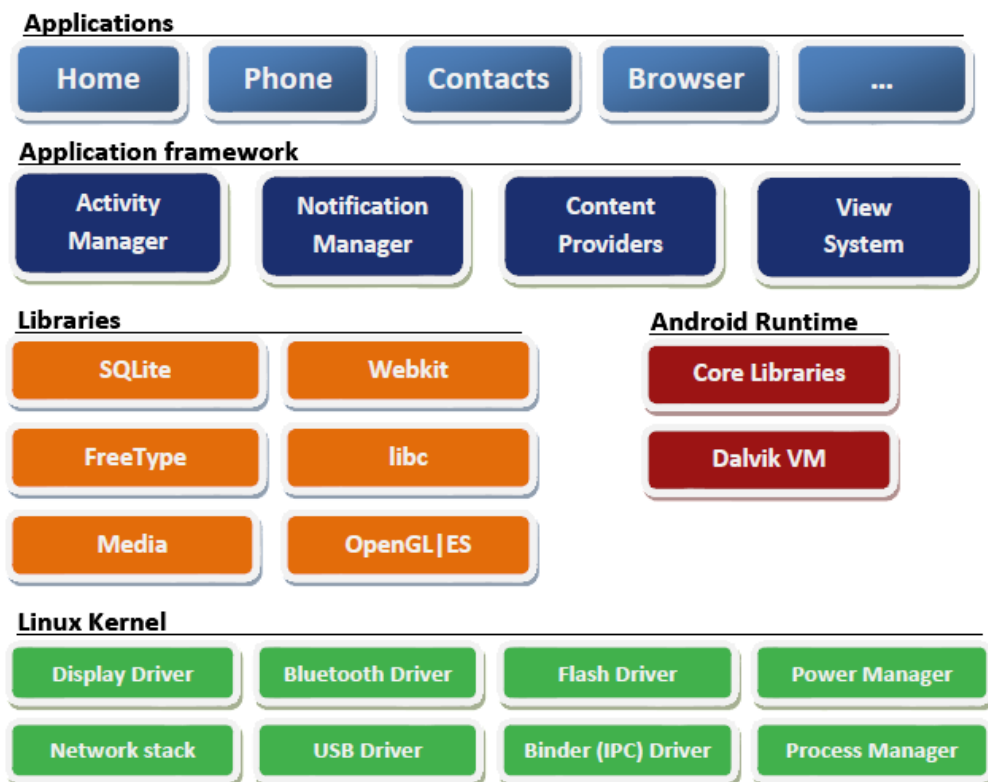 Applications
Home
Phone
Contacts
Browser
...
Application framework
Activity
Manager
Notification
Manager
Content
Providers
View
System
Libraries
Android Runtime
SQLite
Webkit
Core Libraries
FreeType
libc
Dalvik VM
Media
OpenGL|ES
Linux Kernel
Display Driver
Bluetooth Driver
Flash Driver
Power Manager
Network stack
USB Driver
Binder (IPC) Driver
Process Manager